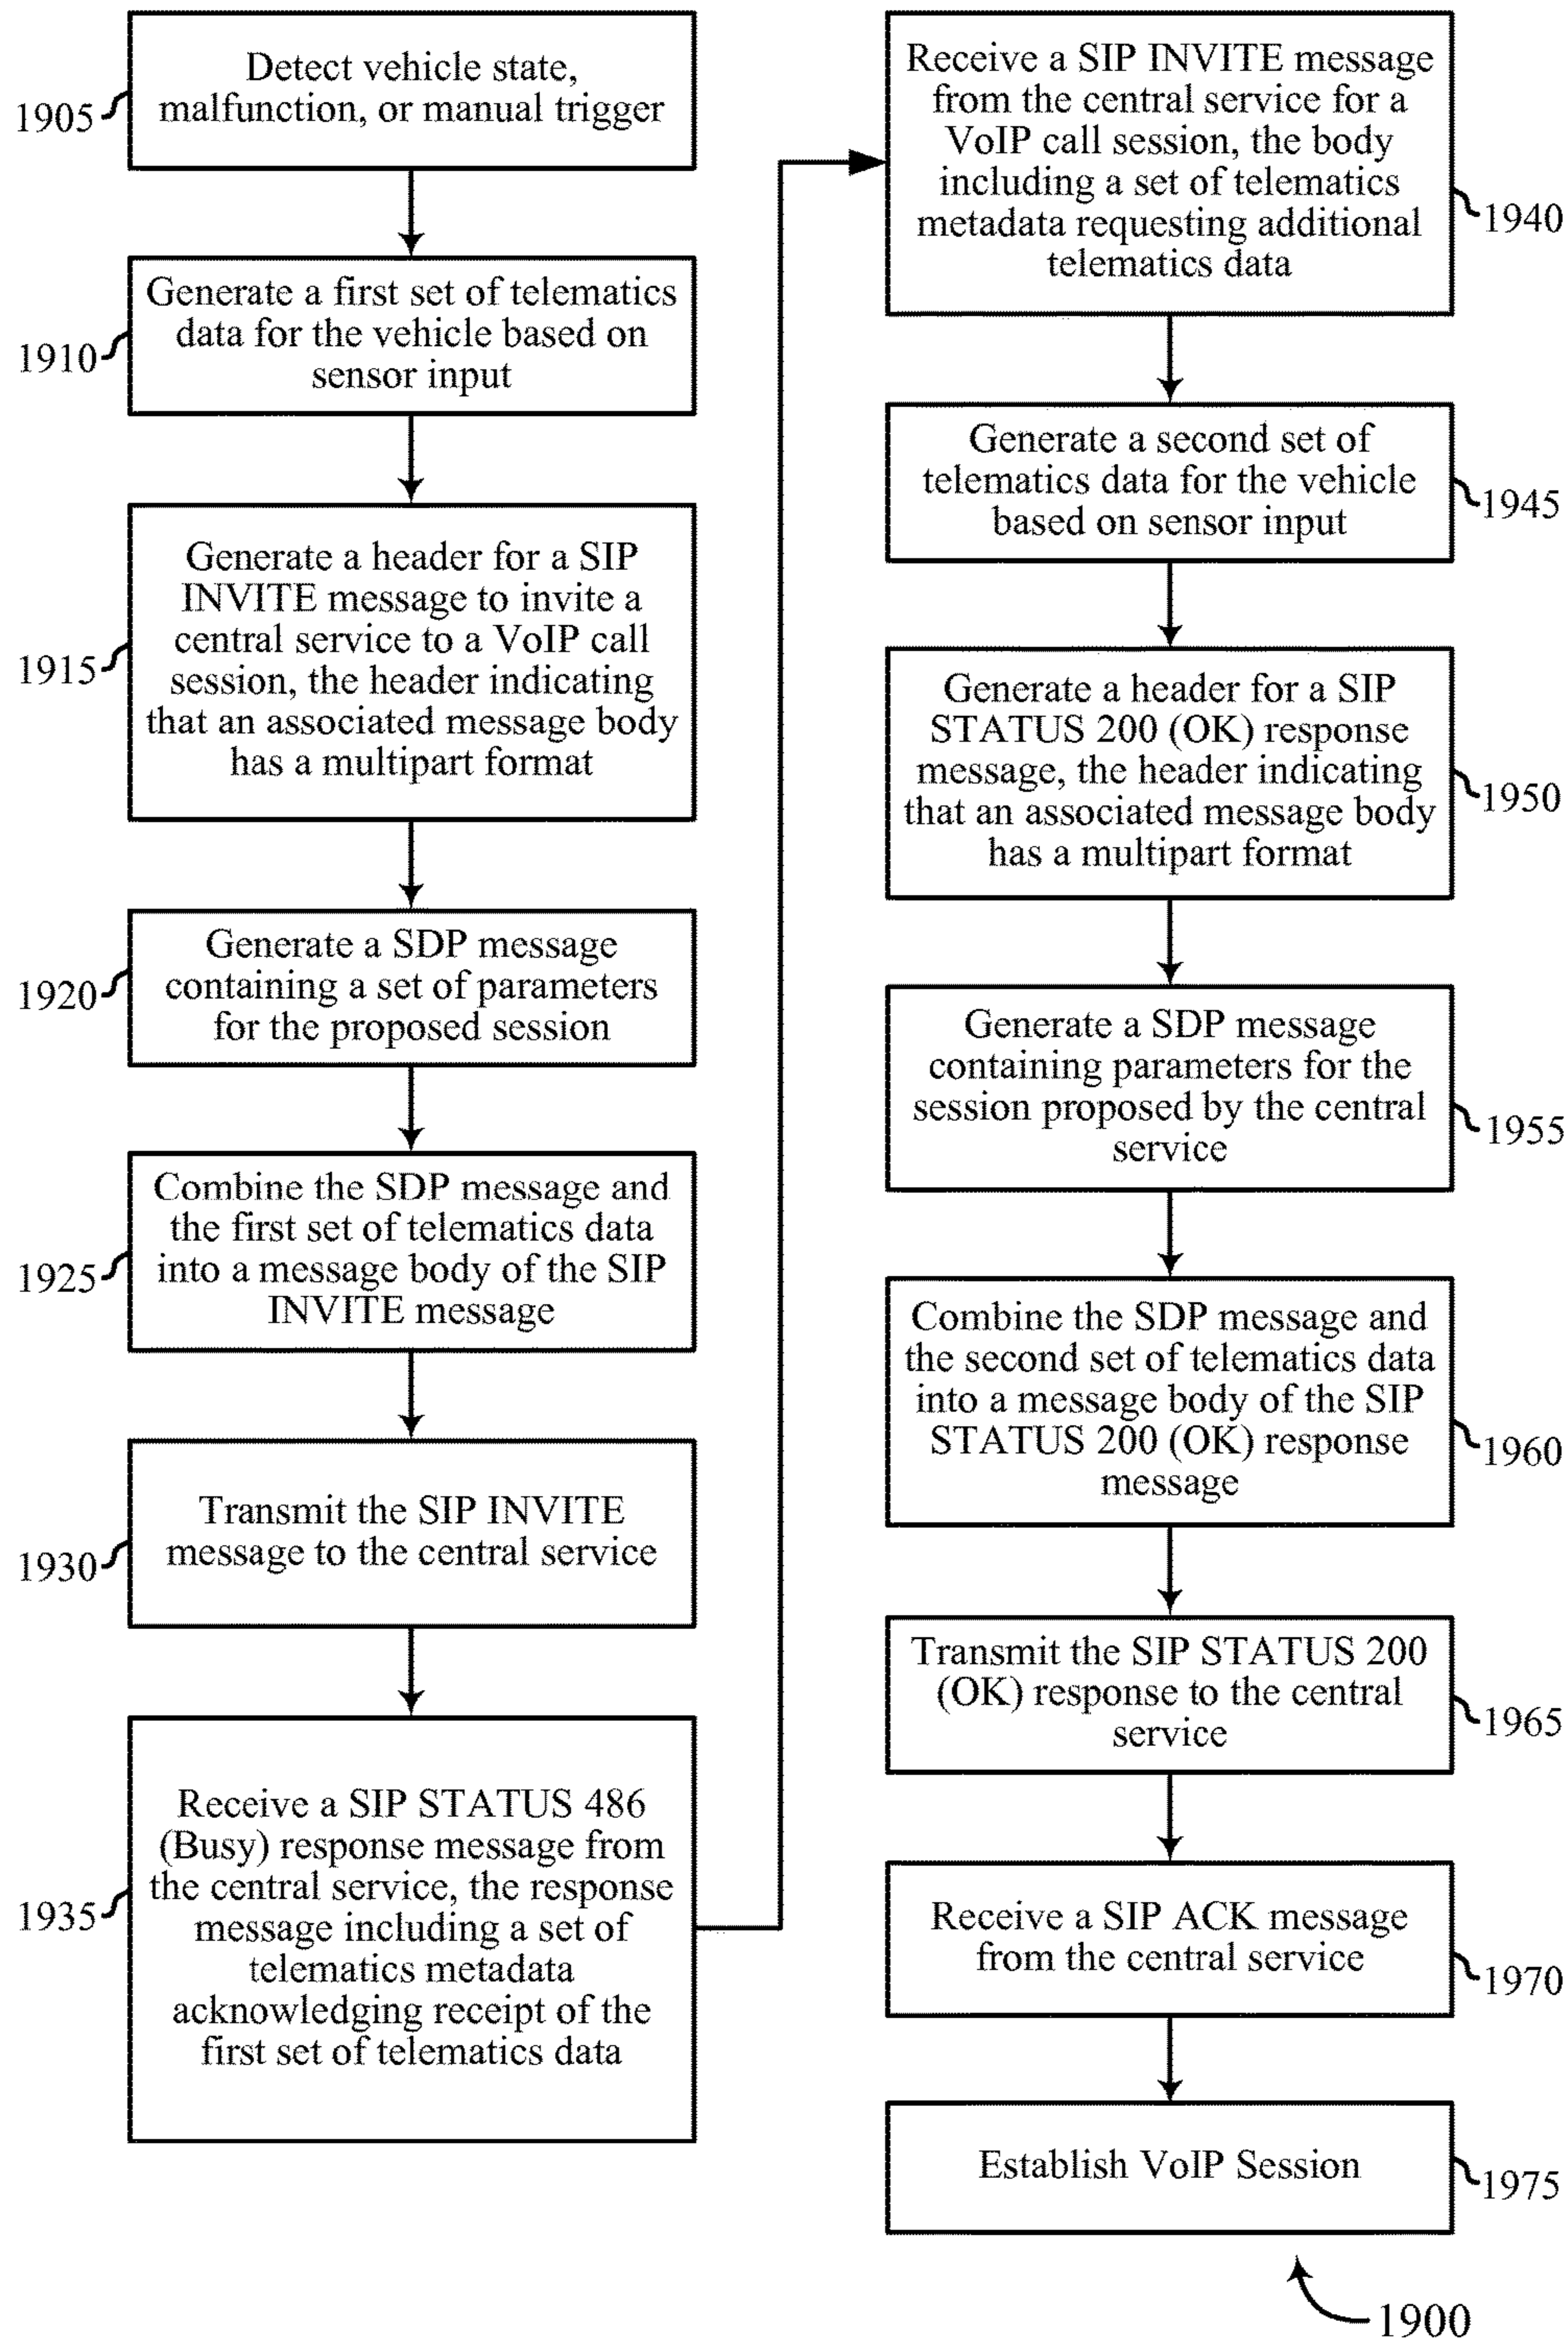 Detect vehicle state,
malfunction, or manual trigger
1905
Generate a first set of telematics
data for the vehicle based on
sensor input
1910
Generate a header for a SIP
INVITE message to invite a
central service to a VoIP call
session, the header indicating
that an associated message body
has a multipart format
1915
Generate a SDP message
containing a set of parameters
for the proposed session
1920
Combine the SDP message and
the first set of telematics data
into a message body of the SIP
INVITE message
1925
Transmit the SIP INVITE
message to the central service
1930
Receive a SIP STATUS 486
(Busy) response message from
the central service, the response
message including a set of
telematics metadata
acknowledging receipt of the
first set of telematics data
1935
Receive a SIP INVITE message
from the central service for a
VoIP call session, the body
including a set of telematics
metadata requesting additional
telematics data
1940
Generate a second set of
telematics data for the vehicle
based on sensor input
1945
Generate a header for a SIP
STATUS 200 (OK) response
message, the header indicating
that an associated message body
has a multipart format
1950
Generate a SDP message
containing parameters for the
session proposed by the central
service
1955
Combine the SDP message and
the second set of telematics data
into a message body of the SIP
STATUS 200 (OK) response
message
1960
Transmit the SIP STATUS 200
(OK) response to the central
service
1965
Receive a SIP ACK message
from the central service
1970
Establish VoIP Session
1975
1900